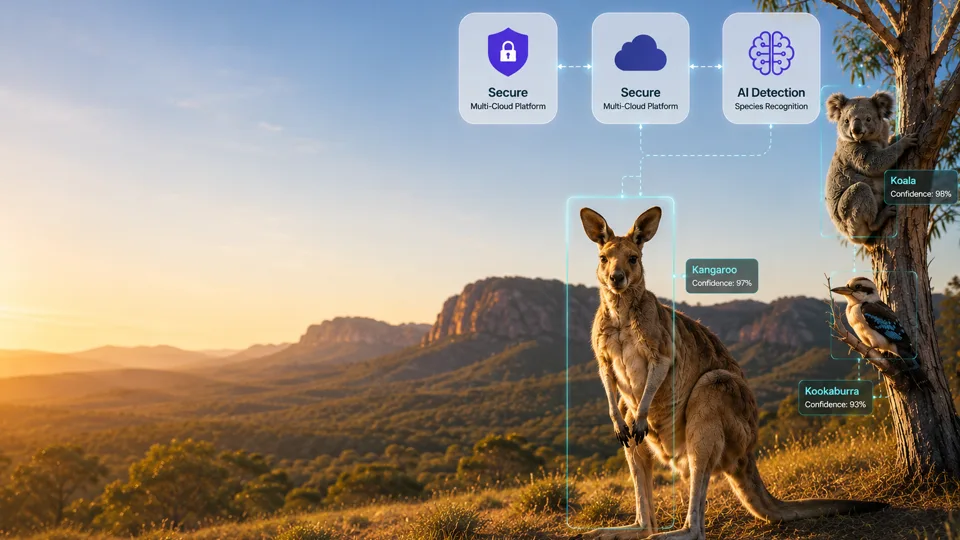 Secure
Multi-Cloud Platform
Secure
Multi-Cloud Platform
AI Detection
Species Recognition
Koala
Confidence: 98%
Kangaroo
Confidence: 97%
Kookaburra
Confidence: 93%